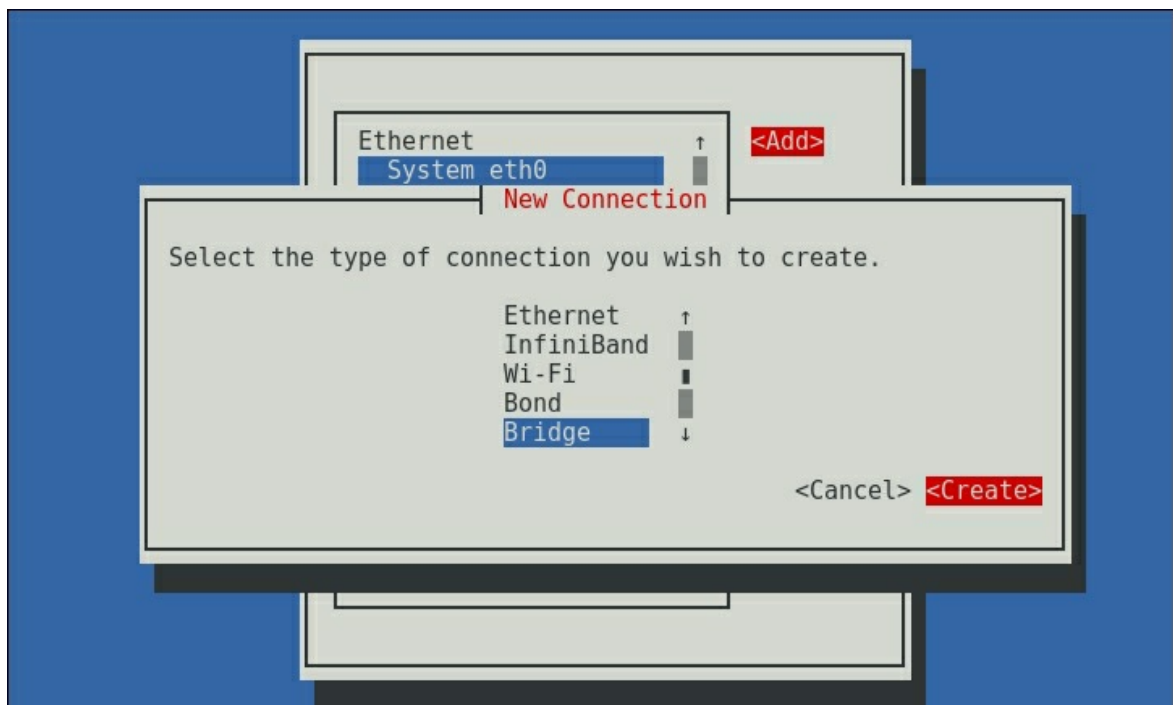 Ethernet ↑ <Add>
System eth0
New Connection
Select the type of connection you wish to create.
Ethernet ↑
InfiniBand
Wi-Fi
Bond
Bridge ↓
<Cancel> <Create>